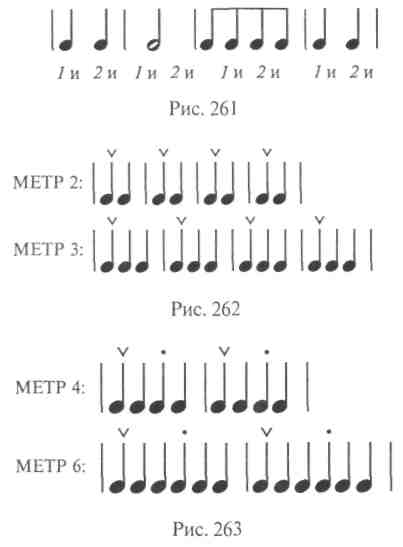 1 и 2 и 1 и 2 и 1 и 2 и 1 и 2 и
Рис. 261
МЕТР 2:
МЕТР 3:
Рис. 262
МЕТР 4:
МЕТР 6:
Рис. 263